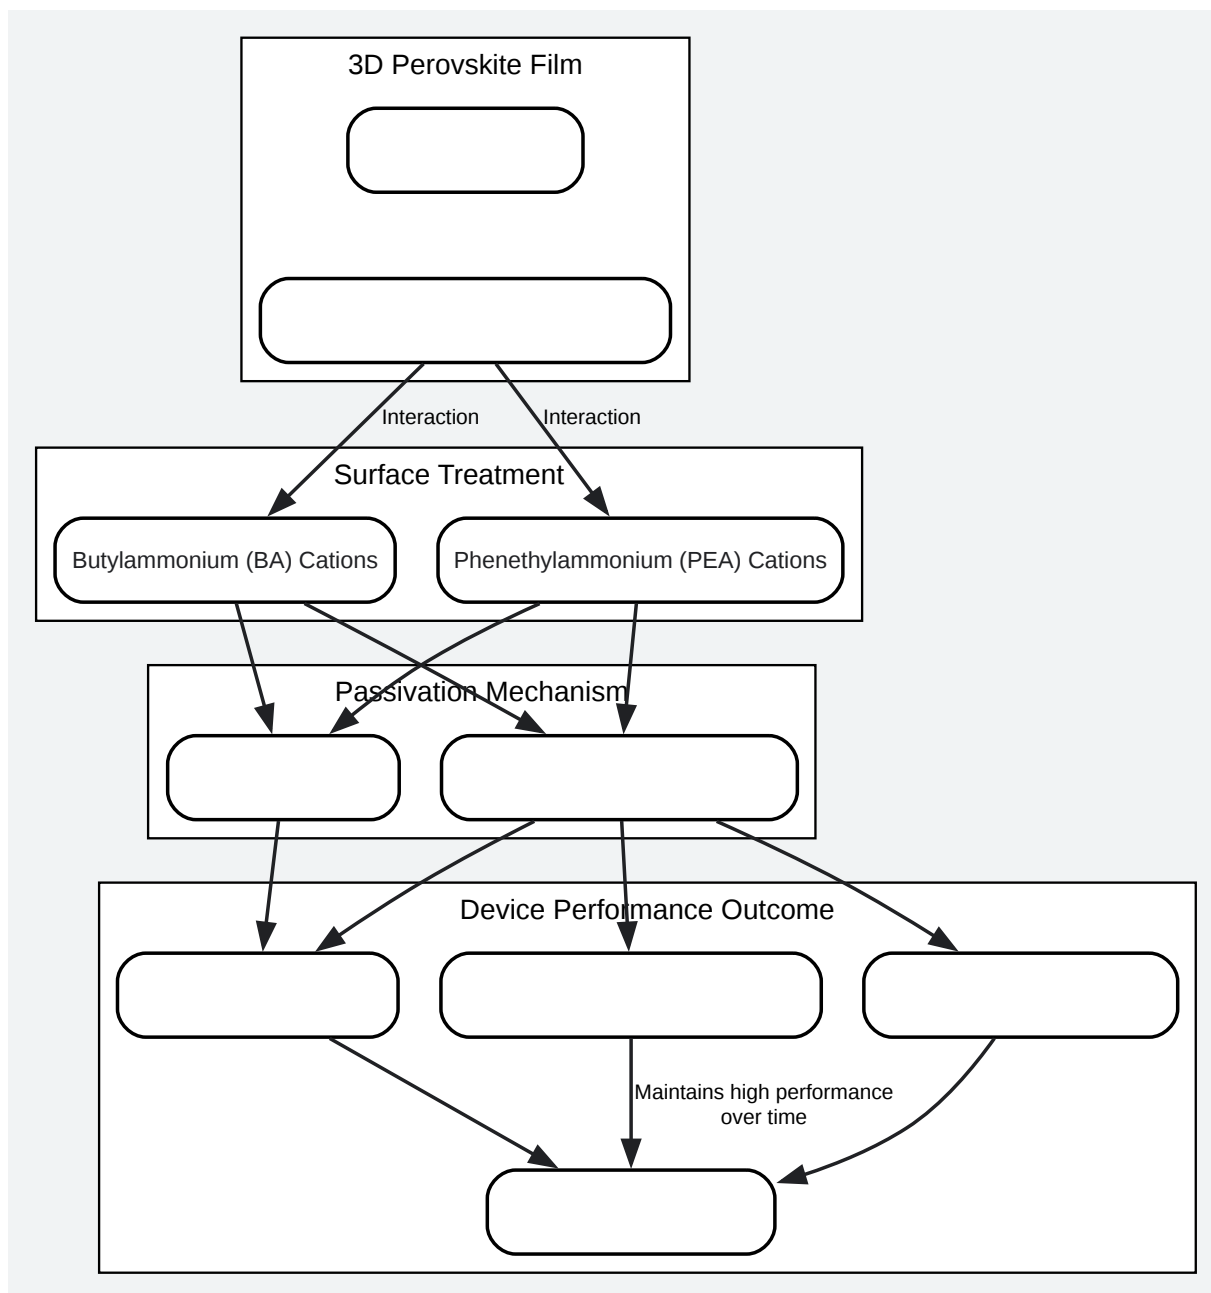 3D Perovskite Film
Interaction
Interaction
Surface Treatment
Butylammonium (BA) Cations
Phenethylammonium (PEA) Cations
Passivation Mechanism
Device Performance Outcome
Maintains high performance
over time